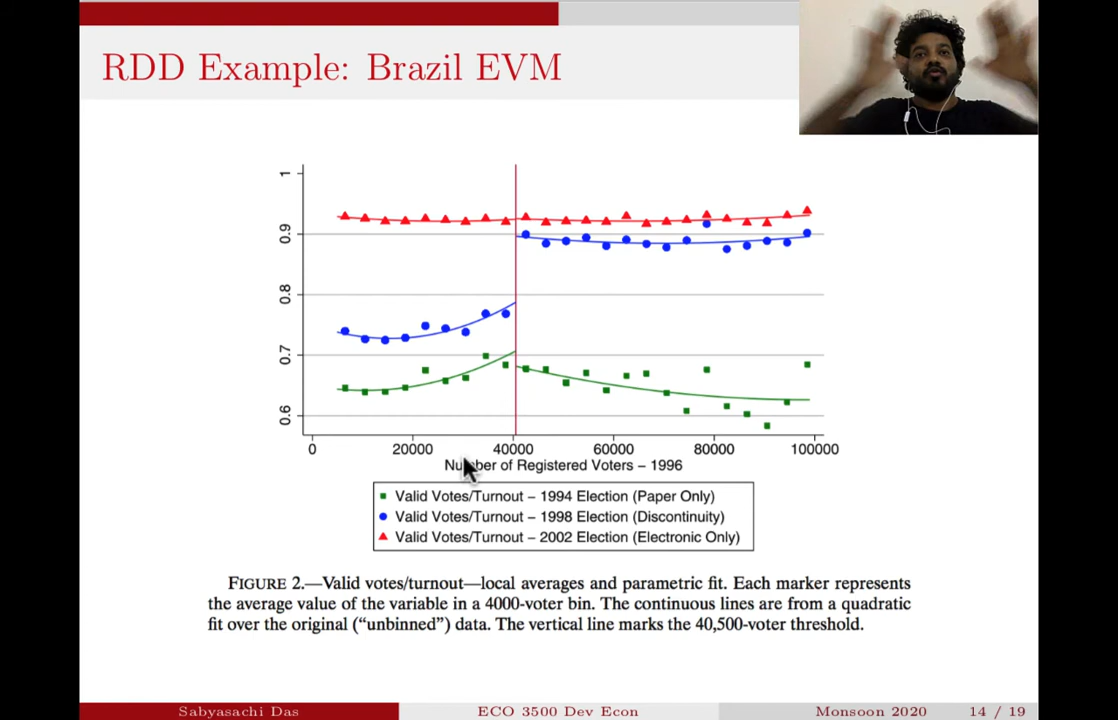 RDD Example: Brazil EVM
1
0.9
0.8
0.7
0.6
0 20000 40000 60000 80000 100000
Number of Registered Voters – 1996
Valid Votes/Turnout – 1994 Election (Paper Only)
Valid Votes/Turnout – 1998 Election (Discontinuity)
Valid Votes/Turnout – 2002 Election (Electronic Only)
FIGURE 2.—Valid votes/turnout—local averages and parametric fit. Each marker represents
the average value of the variable in a 4000-voter bin. The continuous lines are from a quadratic
fit over the original (“unbinned”) data. The vertical line marks the 40,500-voter threshold.
Sabyasachi Das ECO 3500 Dev Econ Monsoon 2020 14 / 19